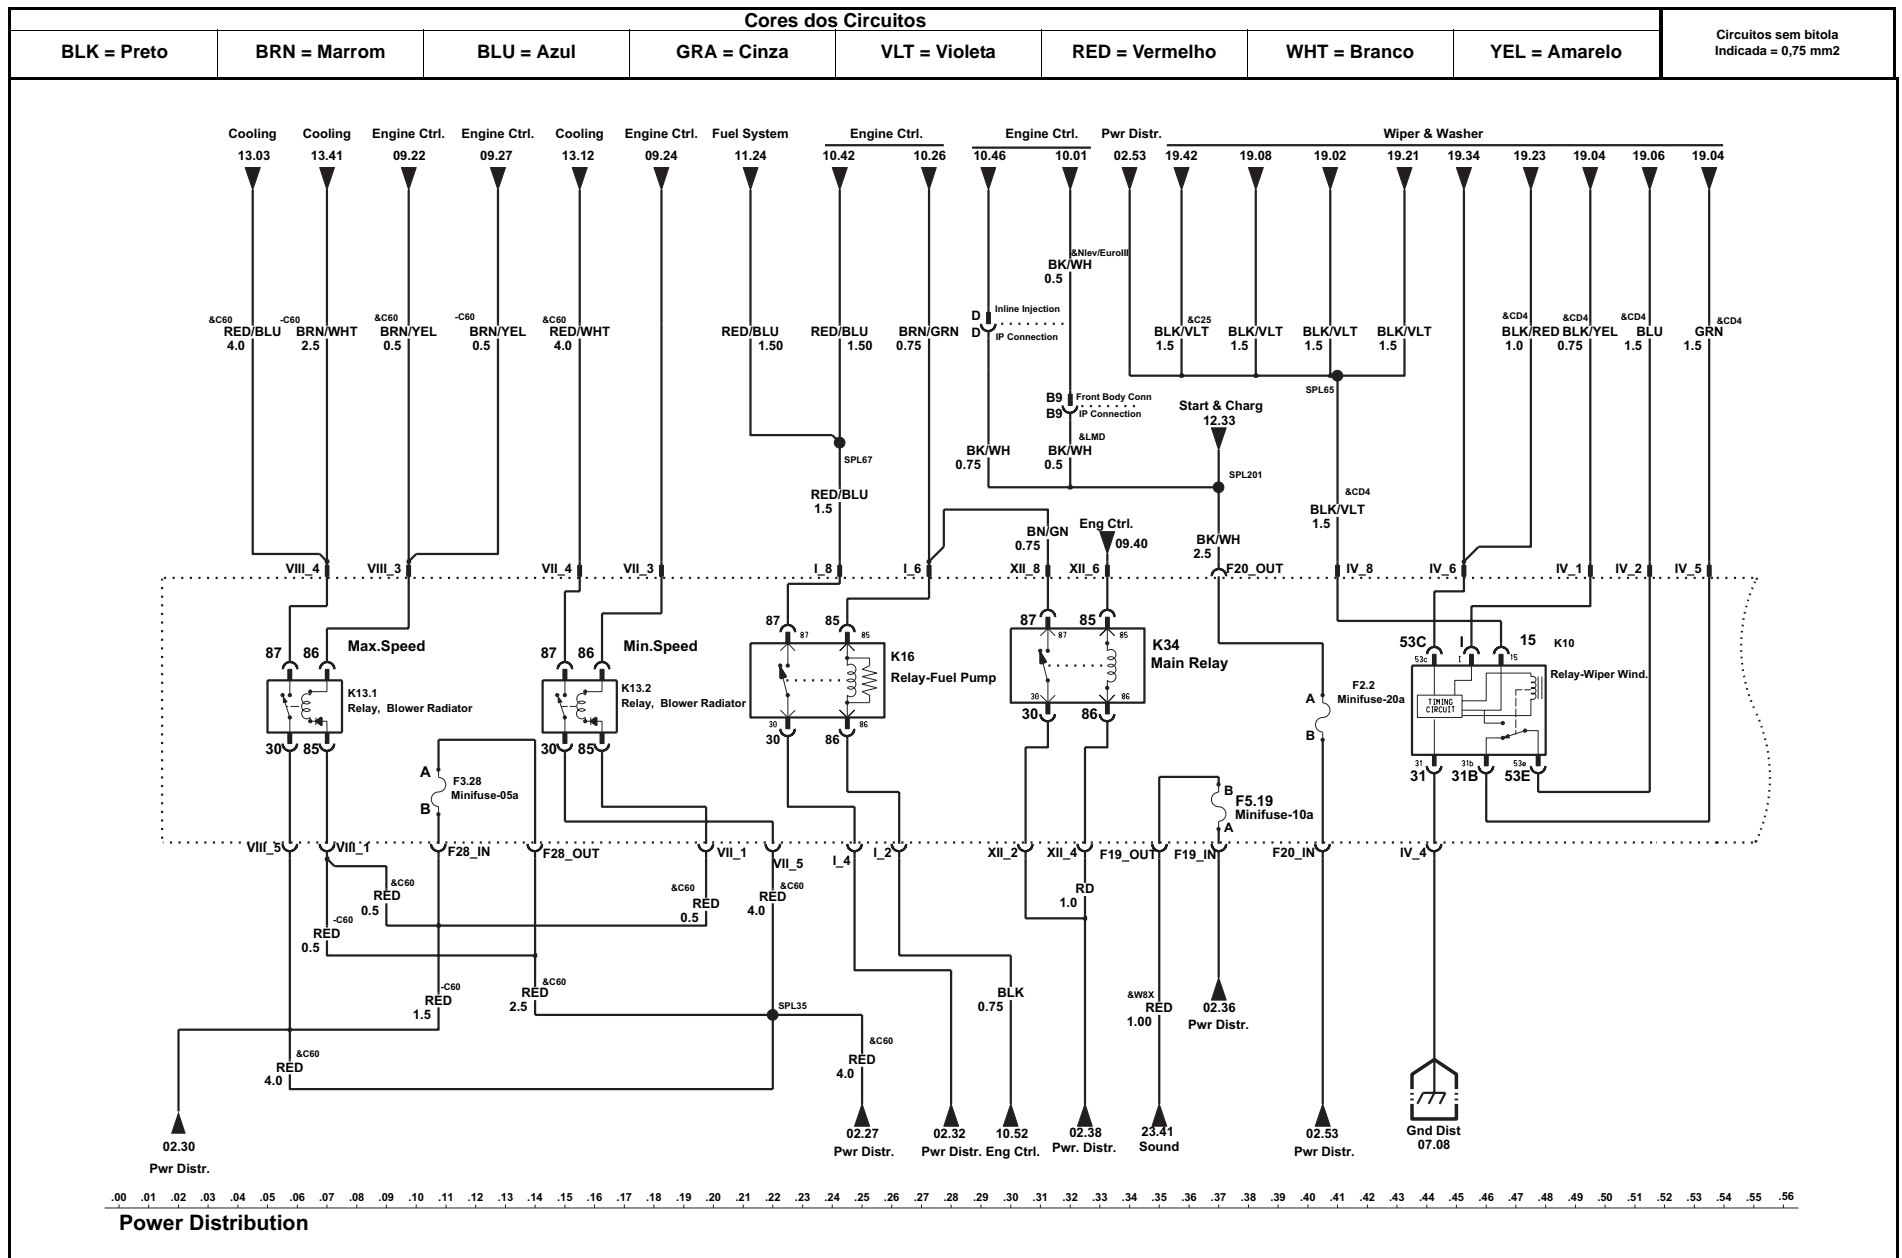 Cores dos Circuitos
BLK = Preto BRN = Marrom BLU = Azul GRA = Cinza VLT = Violeta RED = Vermelho WHT = Branco YEL = Amarelo
Circuitos sem bitola
Indicada = 0,75 mm2
Cooling Cooling Engine Ctrl. Engine Ctrl. Cooling Engine Ctrl. Fuel System Engine Ctrl. Engine Ctrl. Pwr Distr. Wiper & Washer
13.03 13.41 09.22 09.27 13.12 09.24 11.24 10.42 10.26 10.46 10.01 02.53 19.42 19.08 19.02 19.21 19.34 19.23 19.04 19.06 19.04
&Nlev/EuroIII
BK/WH
0.5
D Inline Injection
D IP Connection
&C60 -C60 &C60 -C60 &C60 &C25 &CD4 &CD4 &CD4 &CD4
RED/BLU BRN/WHT BRN/YEL BRN/YEL RED/WHT RED/BLU RED/BLU BRN/GRN BLK/VLT BLK/VLT BLK/VLT BLK/VLT BLK/RED BLK/YEL BLU GRN
4.0 2.5 0.5 0.5 4.0 1.50 1.50 0.75 1.5 1.5 1.5 1.5 1.0 0.75 1.5 1.5
SPL65
B9 Front Body Conn
B9 IP Connection
Start & Charg
12.33
&LMD
BK/WH BK/WH
0.75 0.5
SPL67
SPL201
RED/BLU
1.5
&CD4
BLK/VLT
1.5
BN/GN
0.75
Eng Ctrl.
09.40
BK/WH
2.5
VIII_4 VIII_3 VII_4 VII_3 I_8 I_6 XII_8 XII_6 F20_OUT IV_8 IV_6 IV_1 IV_2 IV_5
87 86
Max.Speed
K13.1
Relay, Blower Radiator
30 85
87 86
Min.Speed
K13.2
Relay, Blower Radiator
30 85
87 85
87 85
K16
Relay-Fuel Pump
30 86
30 86
87 85
87 85
K34
Main Relay
30 86
30 86
A
F2.2
Minifuse-20a
B
53C I 15
53c I 15
K10
Relay-Wiper Wind.
TIMING
CIRCUIT
31 31b 53e
31 31B 53E
A
F3.28
Minifuse-05a
B
B
F5.19
Minifuse-10a
A
VIII_5 VIII_1 F28_IN F28_OUT VII_1 VII_5 I_4 I_2 XII_2 XII_4 F19_OUT F19_IN F20_IN IV_4
&C60
RED
0.5
&C60
RED
0.5
&C60
RED
4.0
RD
1.0
-C60
RED
0.5
-C60
RED
1.5
&C60
RED
2.5
SPL35
BLK
0.75
&W8X
RED
1.00
02.36
Pwr Distr.
&C60
RED
4.0
&C60
RED
4.0
02.30
Pwr Distr.
02.27 02.32 10.52 02.38 23.41 02.53
Pwr Distr. Pwr Distr. Eng Ctrl. Pwr. Distr. Sound Pwr Distr.
Gnd Dist
07.08
.00 .01 .02 .03 .04 .05 .06 .07 .08 .09 .10 .11 .12 .13 .14 .15 .16 .17 .18 .19 .20 .21 .22 .23 .24 .25 .26 .27 .28 .29 .30 .31 .32 .33 .34 .35 .36 .37 .38 .39 .40 .41 .42 .43 .44 .45 .46 .47 .48 .49 .50 .51 .52 .53 .54 .55 .56
Power Distribution